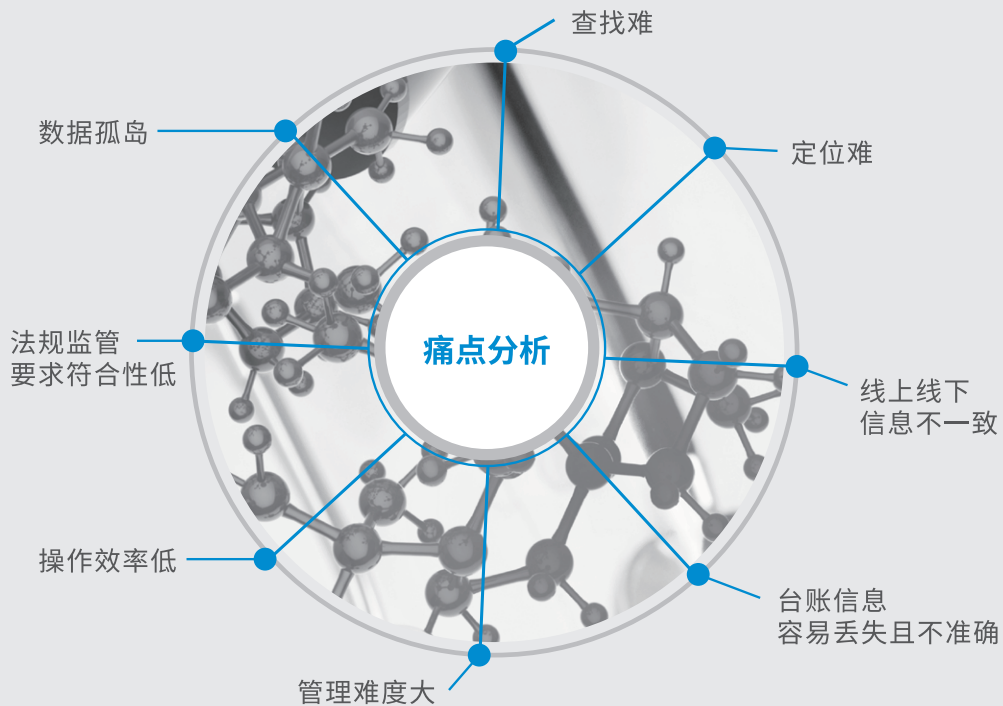 查找难
数据孤岛
定位难
法规监管
要求符合性低
痛点分析
线上线下
信息不一致
操作效率低
台账信息
容易丢失且不准确
管理难度大